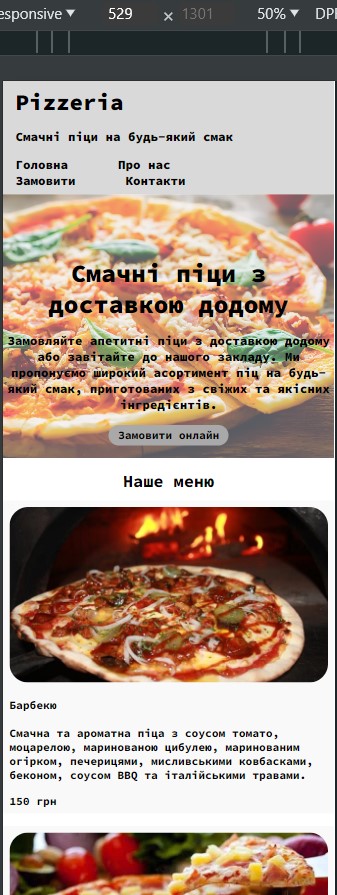 esponsive ▼ 529 × 1301 50% ▼ DPI
Pizzeria
Смачні піци на будь-який смак
Головна Про нас
Замовити Контакти
Смачні піци з
доставкою додому
Замовляйте апетитні піци з доставкою додому
або завітайте до нашого закладу. Ми
пропонуємо широкий асортимент піц на будь-
який смак, приготованих з свіжих та якісних
інгредієнтів.
Замовити онлайн
Наше меню
Барбекю
Смачна та ароматна піца з соусом томато,
моцарелою, маринованою цибулею, маринованим
огірком, печерицями, мисливськими ковбасками,
беконом, соусом BBQ та італійськими травами.
150 грн